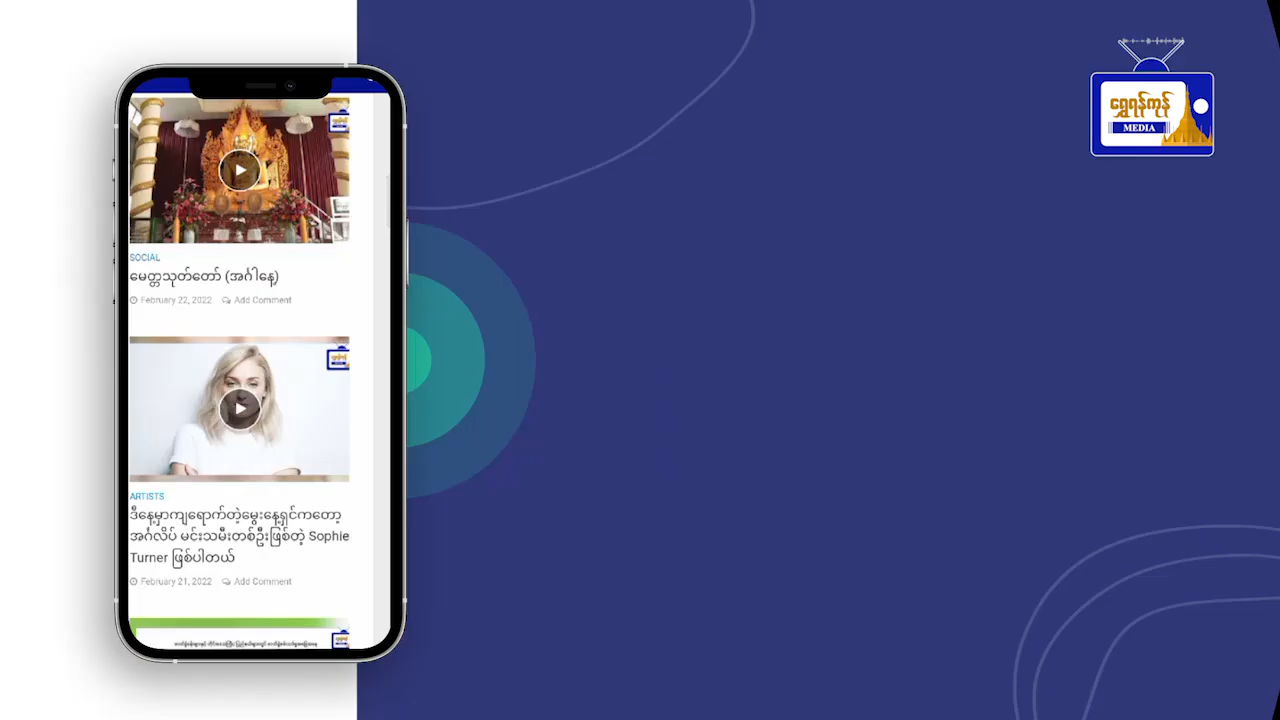 SOCIAL
မေတ္တသုတ်တော် (အင်္ဂါနေ့)
February 22, 2022 Add Comment
ARTISTS
ဒီနေ့မှာကျရောက်တဲ့မွေးနေ့ရှင်ကတော့
အင်္ဂလိပ် မင်းသမီးတစ်ဦးဖြစ်တဲ့ Sophie
Turner ဖြစ်ပါတယ်
February 21, 2022 Add Comment
ရွှေရန်ကုန်
MEDIA